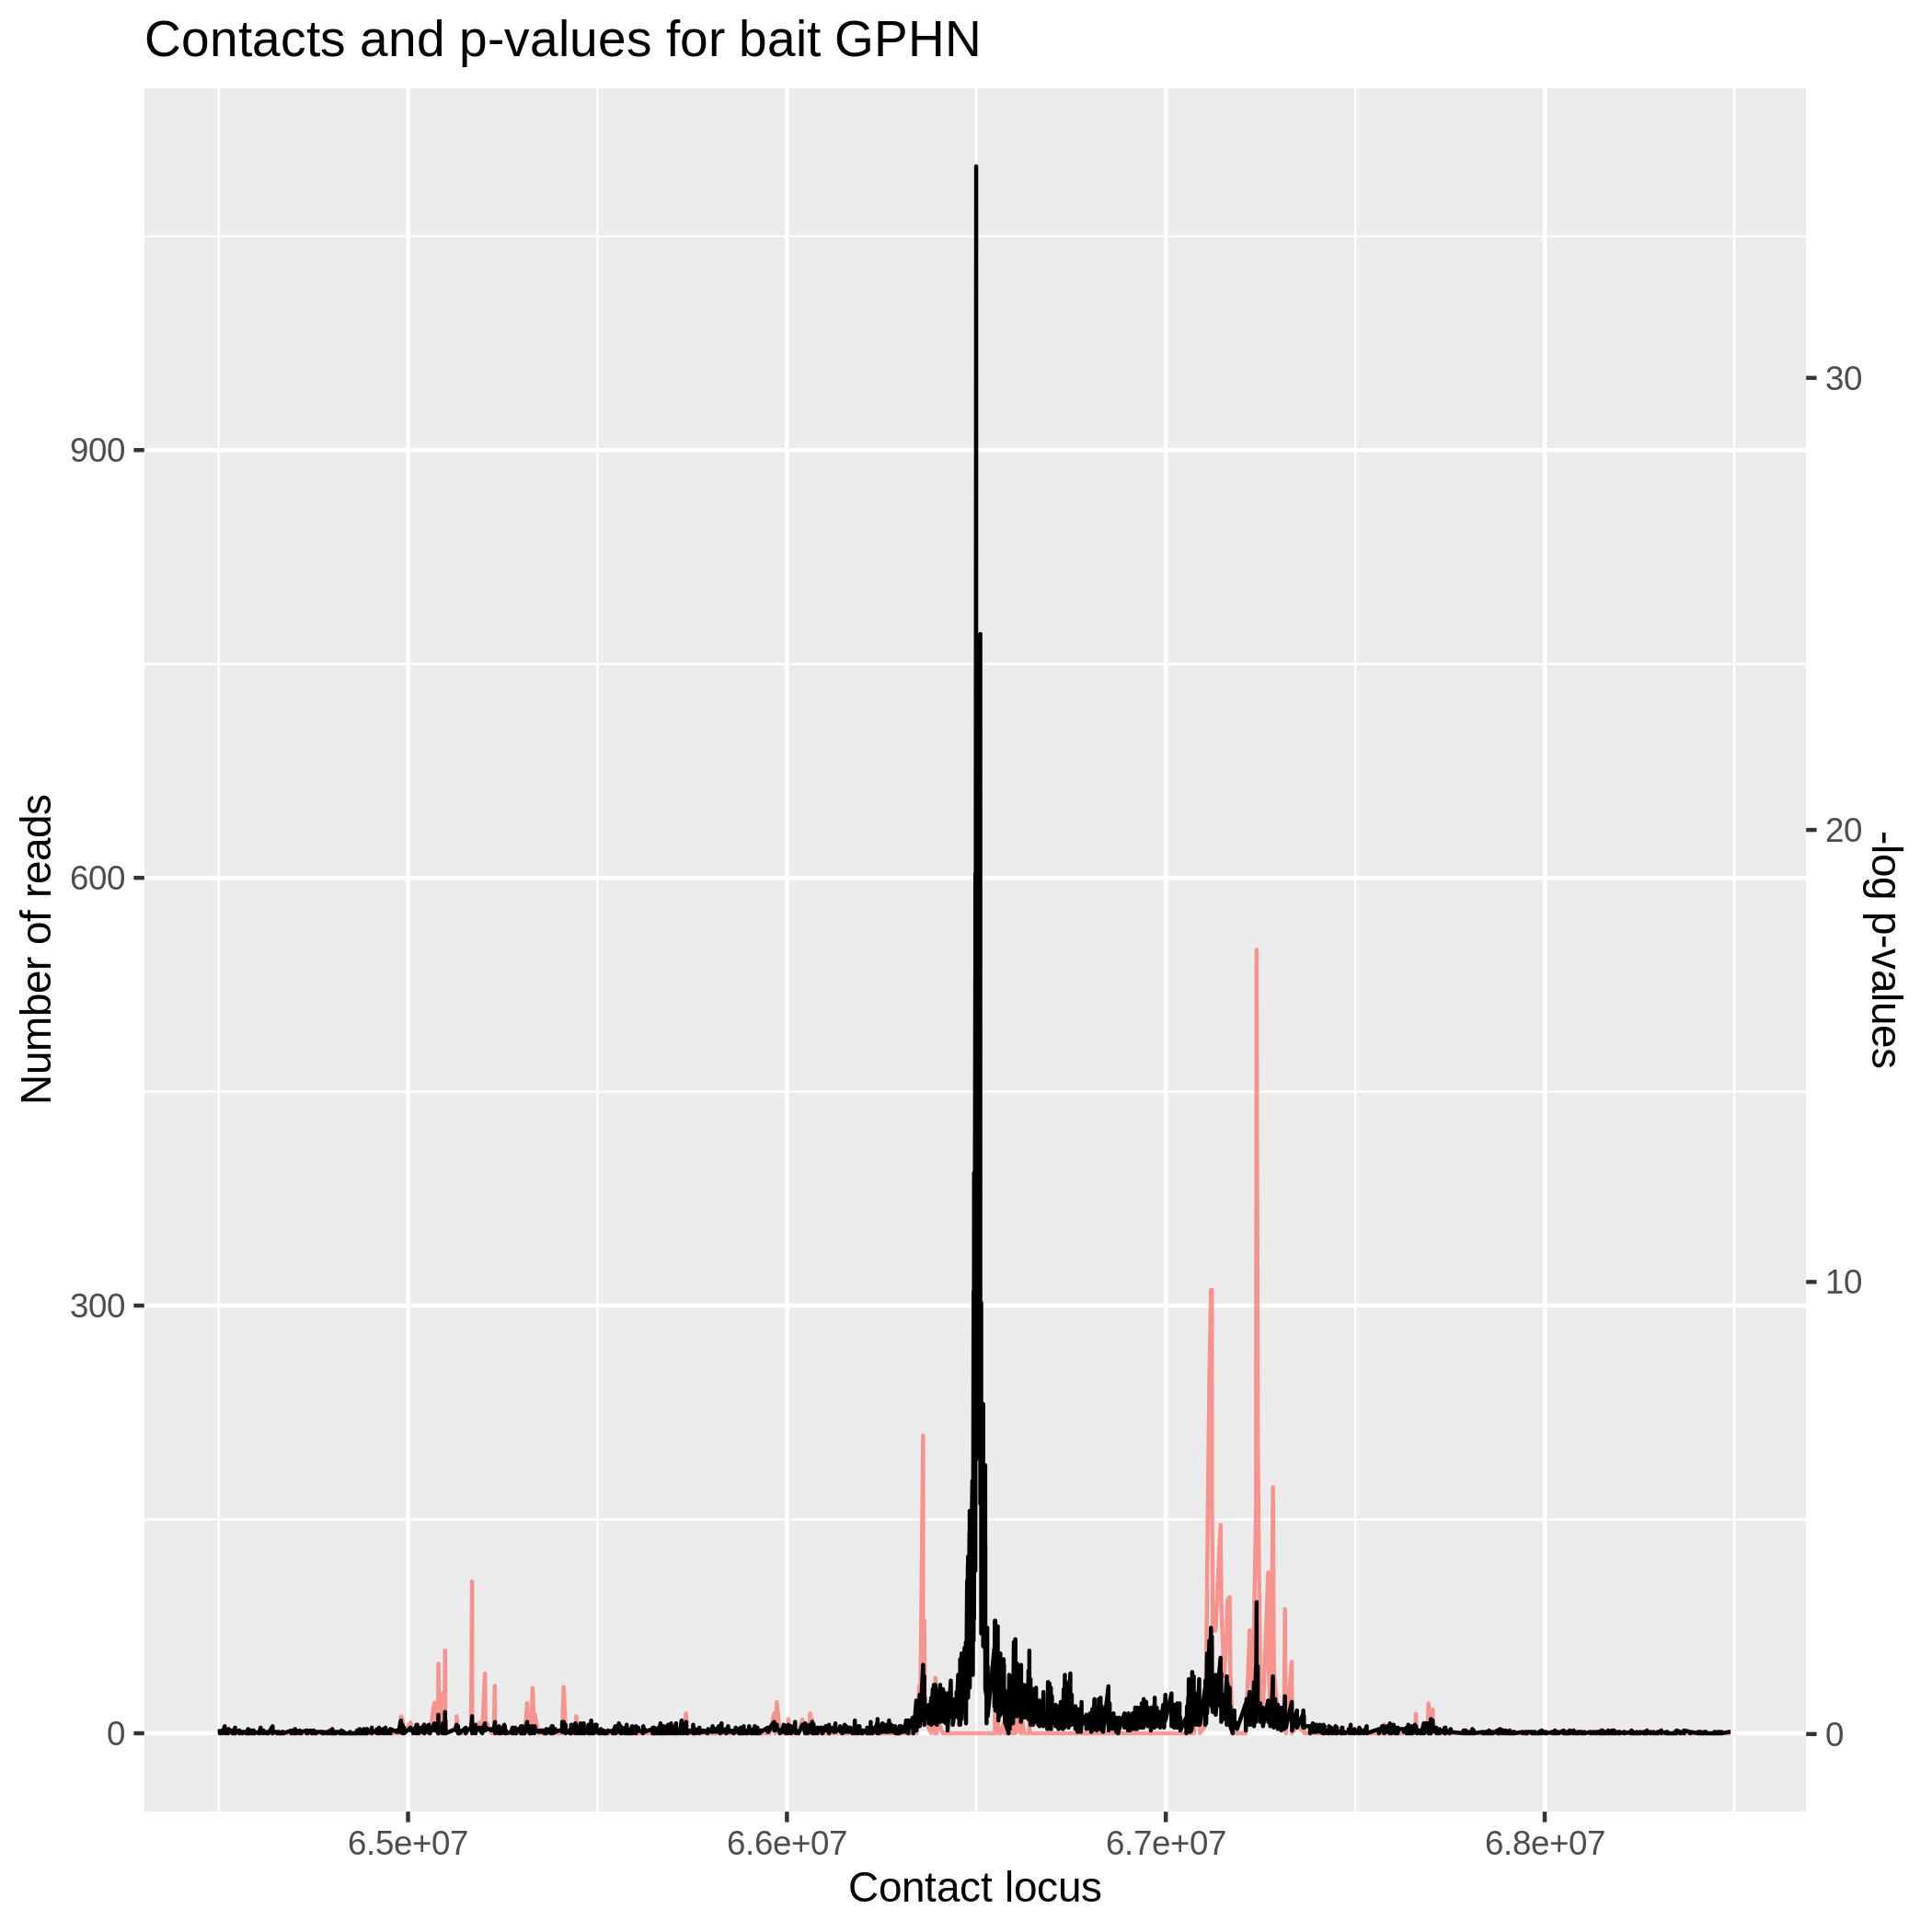 Contacts and p-values for bait GPHN
Number of reads
900
600
300
0
30
20
10
0
-log p-values
6.5e+07
6.6e+07
6.7e+07
6.8e+07
Contact locus